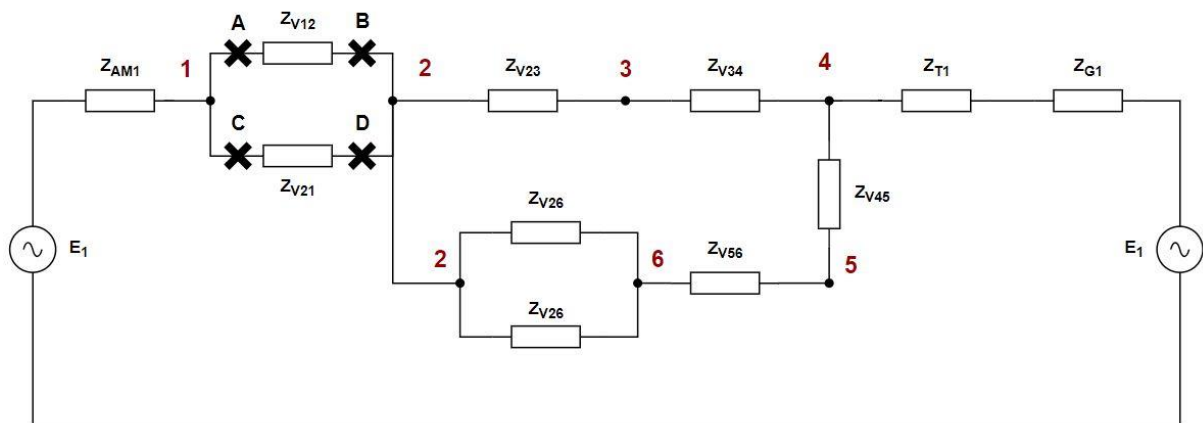 A
B
Z_V12
Z_AM1
1
2
3
4
Z_V23
Z_V34
Z_T1
Z_G1
C
D
Z_V21
Z_V45
E_1
Z_V26
2
6
Z_V56
5
Z_V26
E_1